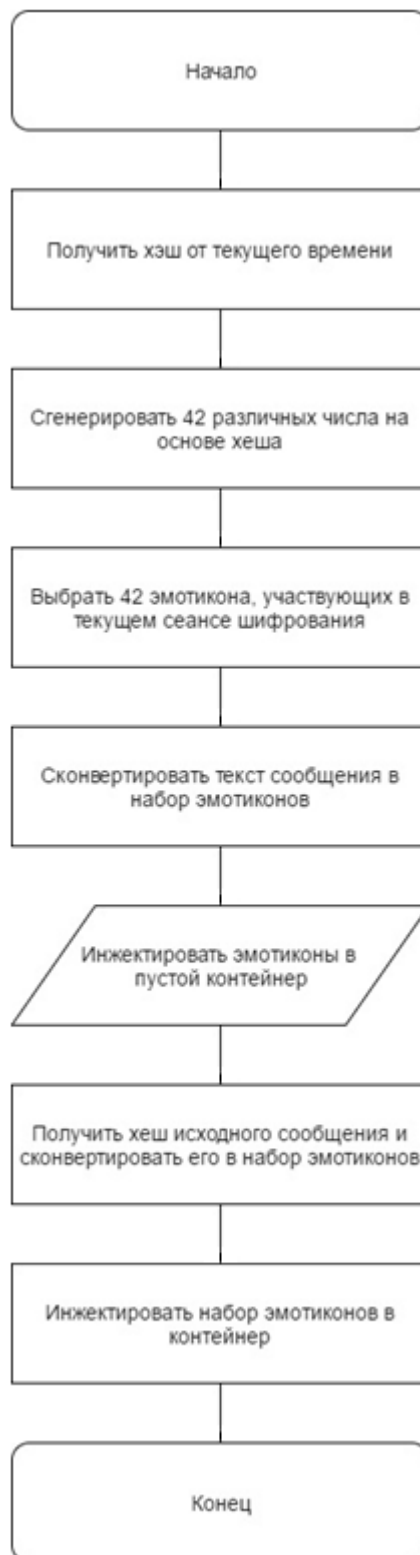 Начало
Получить хэш от текущего времени
Сгенерировать 42 различных числа на
основе хеша
Выбрать 42 эмотикона, участвующих в
текущем сеансе шифрования
Сконвертировать текст сообщения в
набор эмотиконов
Инжектировать эмотиконы в
пустой контейнер
Получить хеш исходного сообщения и
сконвертировать его в набор эмотиконов
Инжектировать набор эмотиконов в
контейнер
Конец